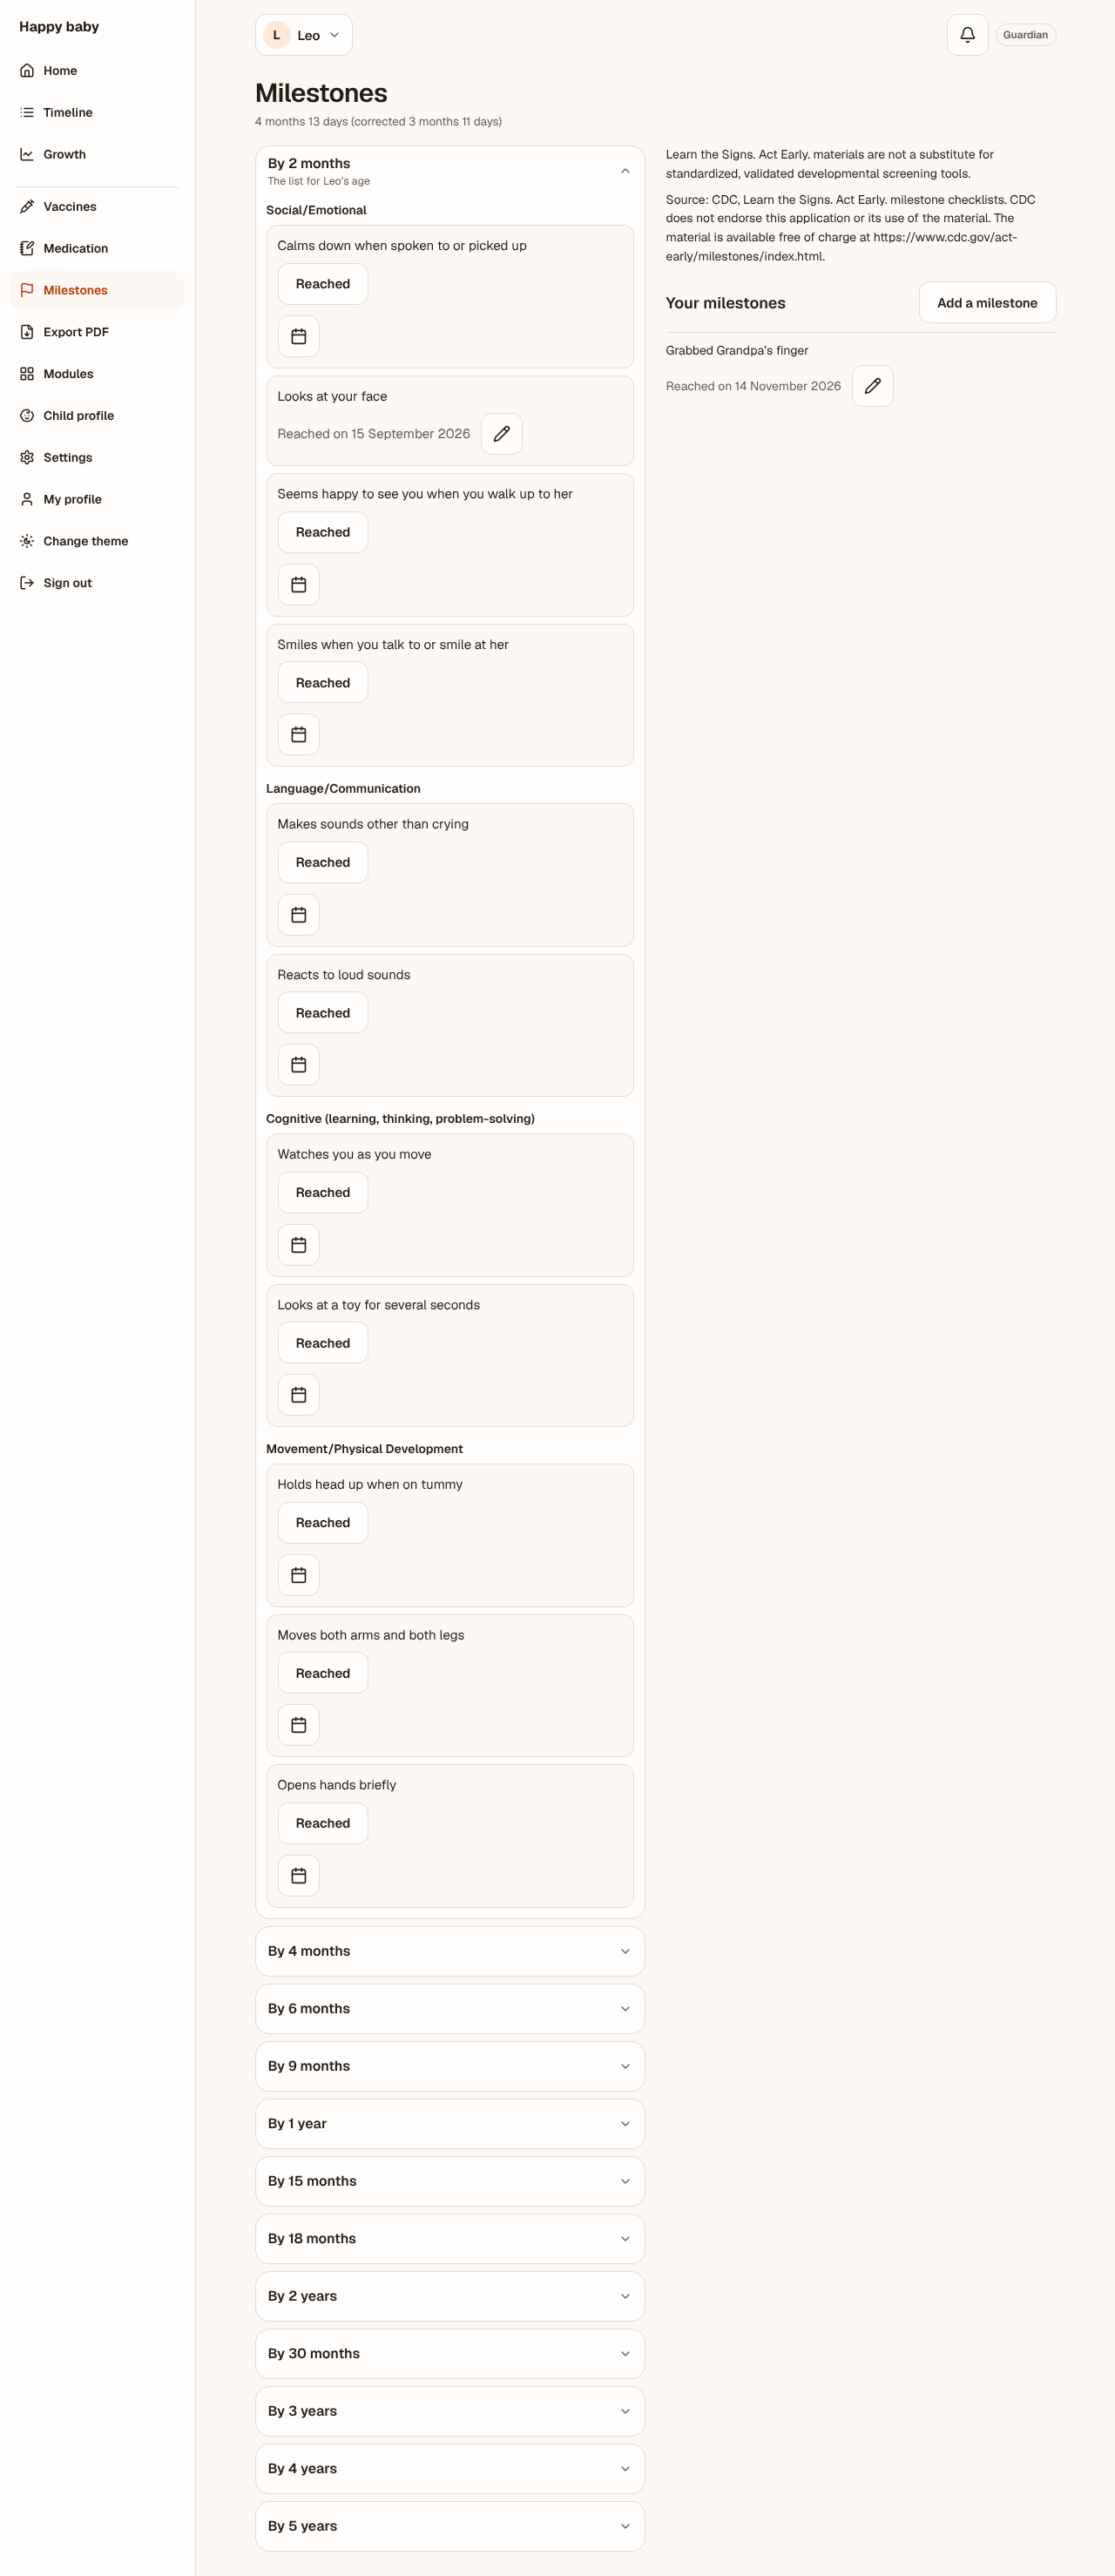 Happy baby
Home
Timeline
Growth
Vaccines
Medication
Milestones
Export PDF
Modules
Child profile
Settings
My profile
Change theme
Sign out
L Leo
Guardian
Milestones
4 months 13 days (corrected 3 months 11 days)
By 2 months
The list for Leo's age
Social/Emotional
Calms down when spoken to or picked up
Reached
Looks at your face
Reached on 15 September 2026
Seems happy to see you when you walk up to her
Reached
Smiles when you talk to or smile at her
Reached
Language/Communication
Makes sounds other than crying
Reached
Reacts to loud sounds
Reached
Cognitive (learning, thinking, problem-solving)
Watches you as you move
Reached
Looks at a toy for several seconds
Reached
Movement/Physical Development
Holds head up when on tummy
Reached
Moves both arms and both legs
Reached
Opens hands briefly
Reached
By 4 months
By 6 months
By 9 months
By 1 year
By 15 months
By 18 months
By 2 years
By 30 months
By 3 years
By 4 years
By 5 years
Learn the Signs. Act Early. materials are not a substitute for
standardized, validated developmental screening tools.
Source: CDC, Learn the Signs. Act Early. milestone checklists. CDC
does not endorse this application or its use of the material. The
material is available free of charge at https://www.cdc.gov/act-
early/milestones/index.html.
Your milestones
Add a milestone
Grabbed Grandpa's finger
Reached on 14 November 2026